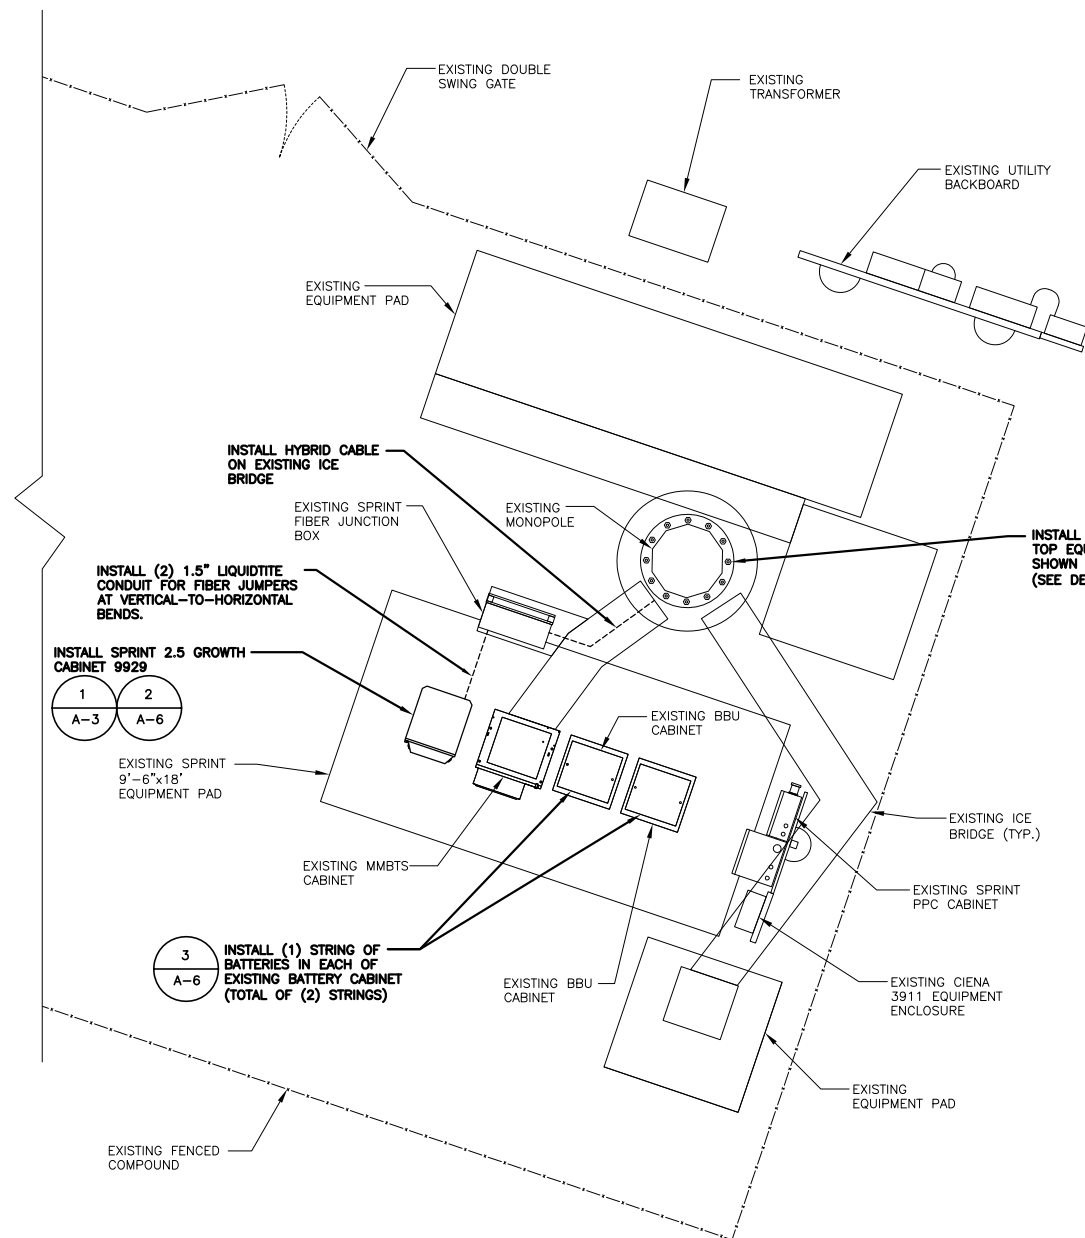 EXISTING DOUBLE
SWING GATE
EXISTING
TRANSFORMER
EXISTING UTILITY
BACKBOARD
EXISTING
EQUIPMENT PAD
INSTALL HYBRID CABLE
ON EXISTING ICE
BRIDGE
EXISTING SPRINT
FIBER JUNCTION
BOX
EXISTING
MONOPOLE
INSTALL
TOP EQU
SHOWN
(SEE DE
INSTALL (2) 1.5" LIQUIDTITE
CONDUIT FOR FIBER JUMPERS
AT VERTICAL-TO-HORIZONTAL
BENDS.
INSTALL SPRINT 2.5 GROWTH
CABINET 9929
1
A-3
2
A-6
EXISTING SPRINT
9'-6"x18'
EQUIPMENT PAD
EXISTING BBU
CABINET
EXISTING MMBTS
CABINET
EXISTING ICE
BRIDGE (TYP.)
EXISTING SPRINT
PPC CABINET
3
A-6
INSTALL (1) STRING OF
BATTERIES IN EACH OF
EXISTING BATTERY CABINET
(TOTAL OF (2) STRINGS)
EXISTING BBU
CABINET
EXISTING CIENA
3911 EQUIPMENT
ENCLOSURE
EXISTING
EQUIPMENT PAD
EXISTING FENCED
COMPOUND